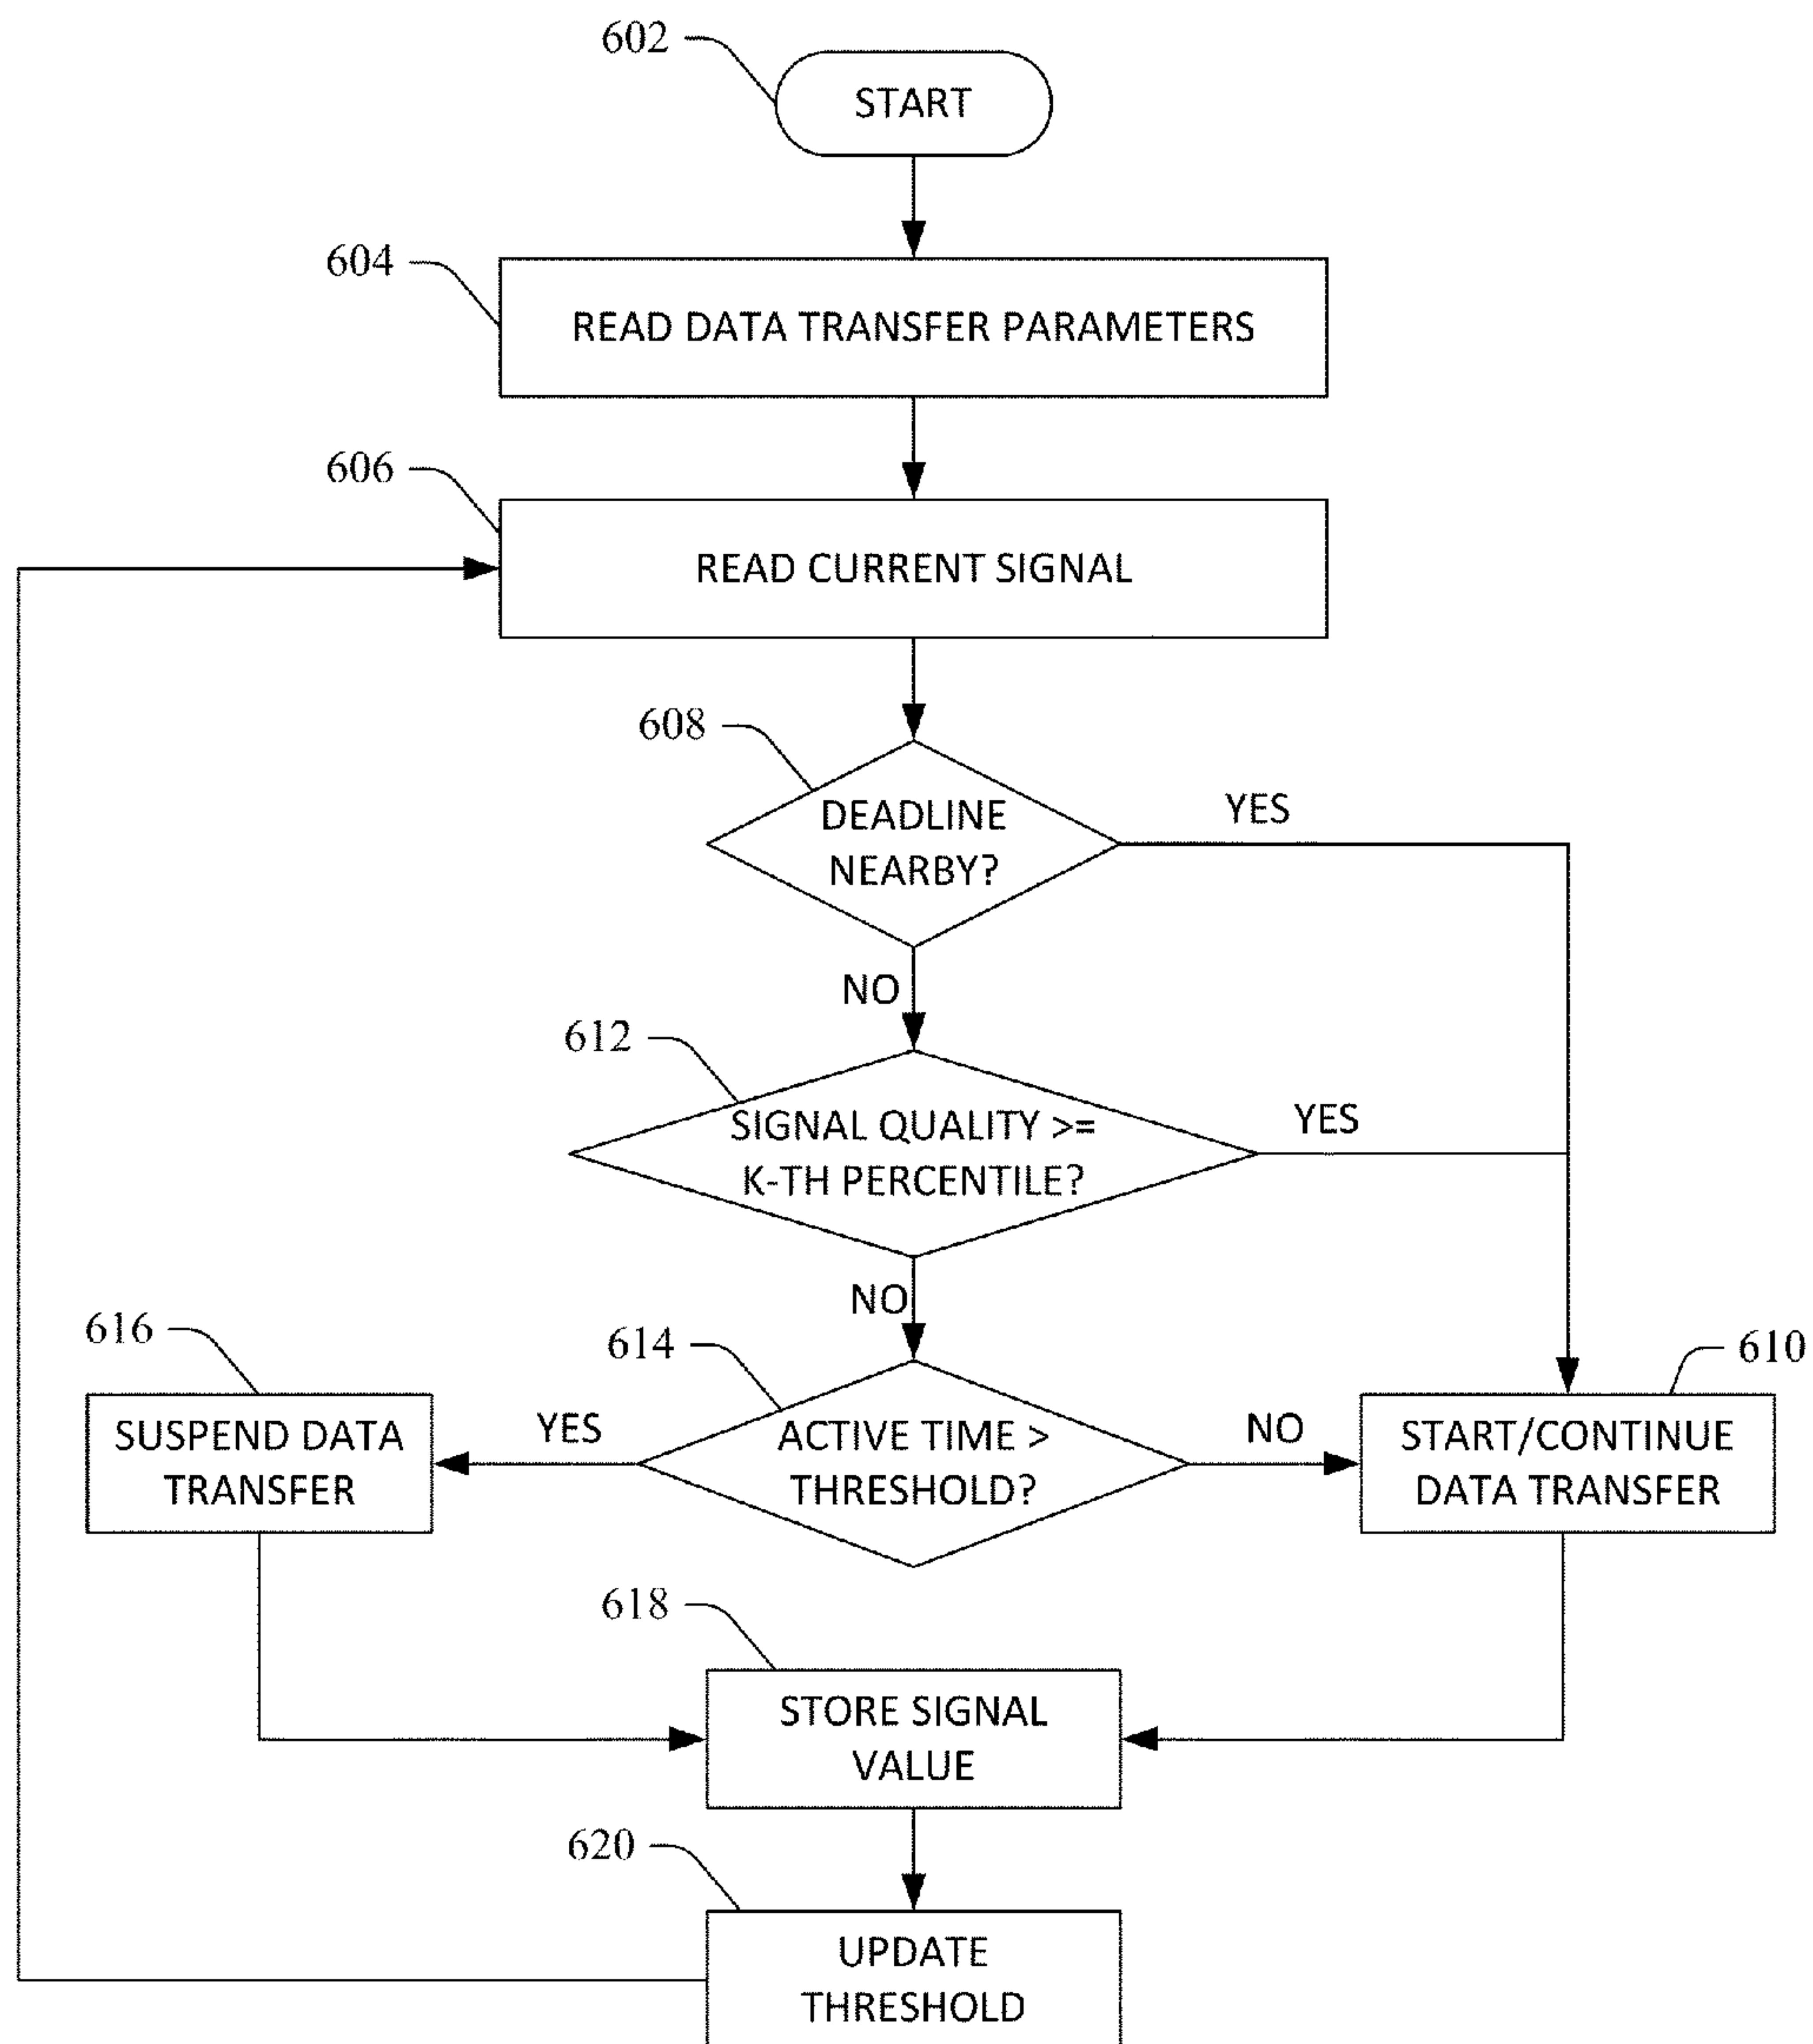 602
START
604
READ DATA TRANSFER PARAMETERS
606
READ CURRENT SIGNAL
608
DEADLINE
NEARBY?
YES
NO
612
SIGNAL QUALITY >=
K-TH PERCENTILE?
YES
NO
616
614
610
SUSPEND DATA
TRANSFER
YES
ACTIVE TIME >
THRESHOLD?
NO
START/CONTINUE
DATA TRANSFER
618
STORE SIGNAL
VALUE
620
UPDATE
THRESHOLD